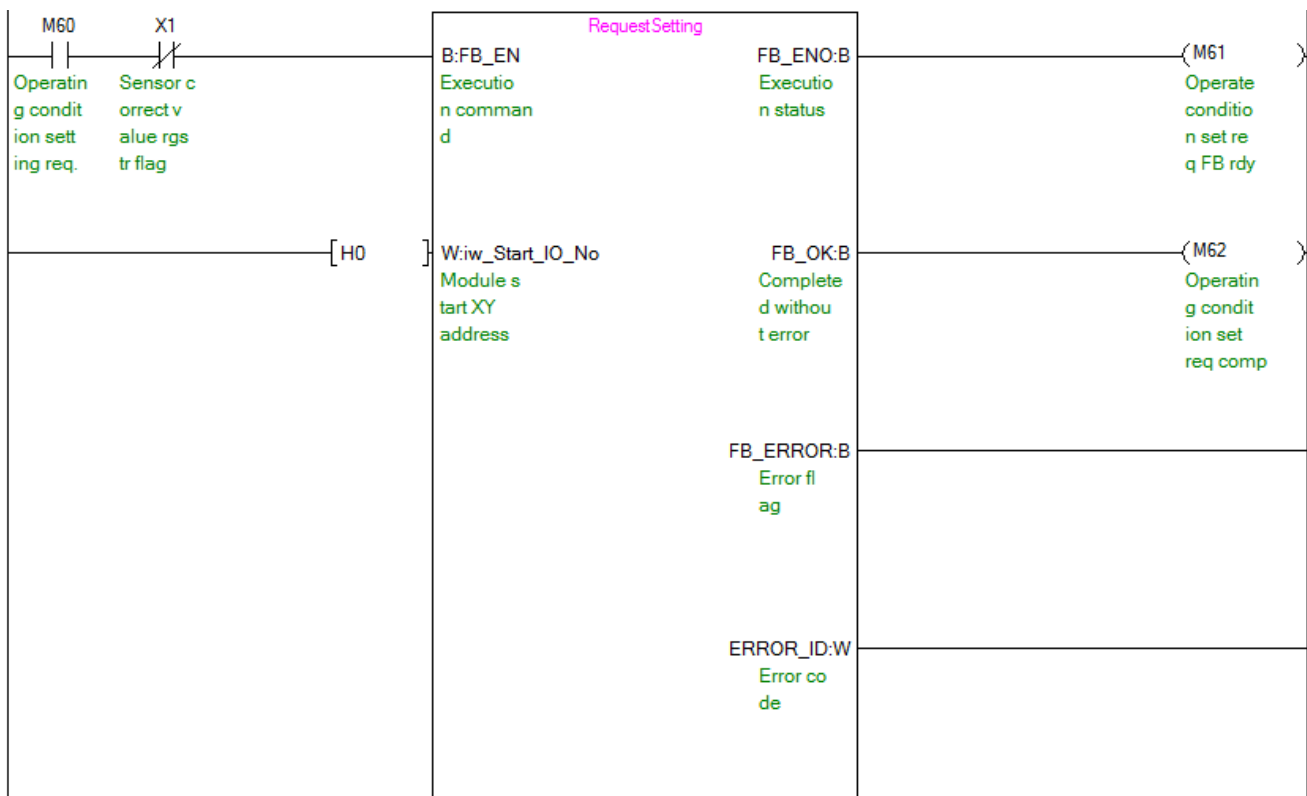 M60 X1 RequestSetting
B:FB_EN FB_ENO:B M61
Operatin Sensor c Executio Executio Operate
g condit orrect v n comman n status conditio
ion sett alue rgs d n set re
ing req. tr flag q FB rdy
H0 W:iw_Start_IO_No FB_OK:B M62
Module s Complete Operatin
tart XY d withou g condit
address t error ion set
req comp
FB_ERROR:B
Error fl
ag
ERROR_ID:W
Error co
de